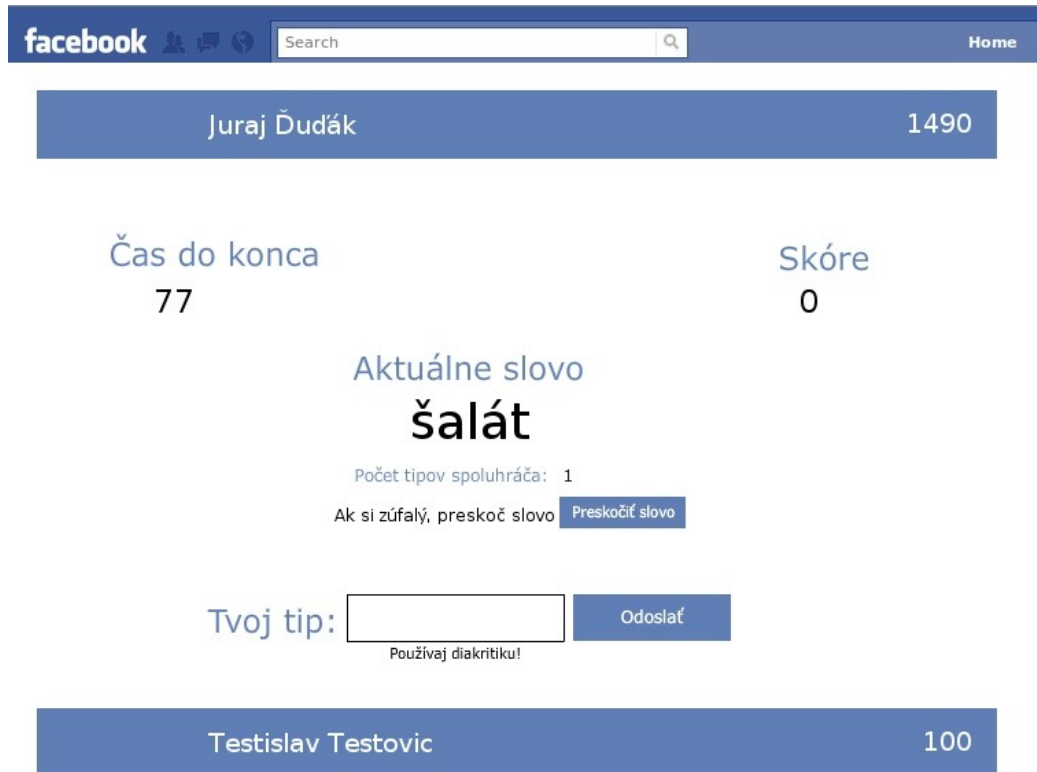 facebook Search Home
Juraj Ďuďák 1490
Čas do konca Skóre
77 0
Aktuálne slovo
šalát
Počet tipov spoluhráča: 1
Ak si zúfalý, preskoč slovo Preskočiť slovo
Tvoj tip: Odoslať
Používaj diakritiku!
Testislav Testovic 100